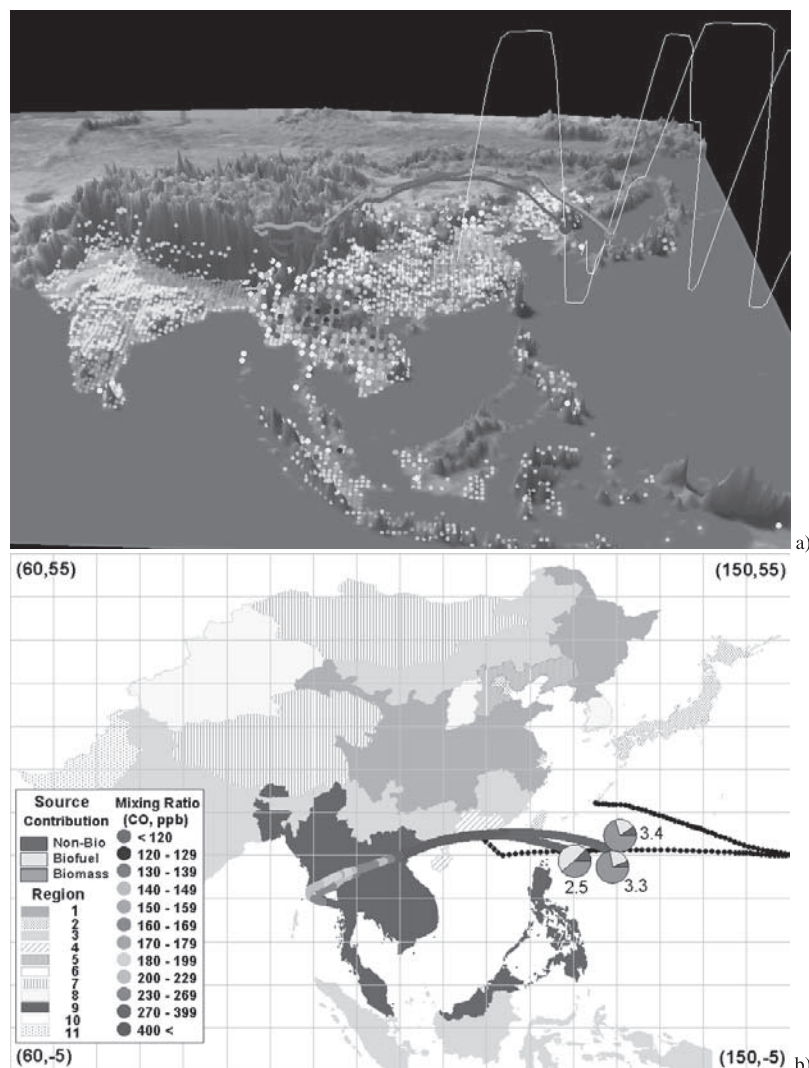 a)
(60,55)
(150,55)
Source
Contribution
Non-Bio
Biofuel
Biomass
Region
1
2
3
4
5
6
7
8
9
10
11
Mixing Ratio
(CO, ppb)
< 120
120 - 129
130 - 139
140 - 149
150 - 159
160 - 169
170 - 179
180 - 199
200 - 229
230 - 269
270 - 399
400 <
3.4
2.5
3.3
(60,-5)
(150,-5)
b)